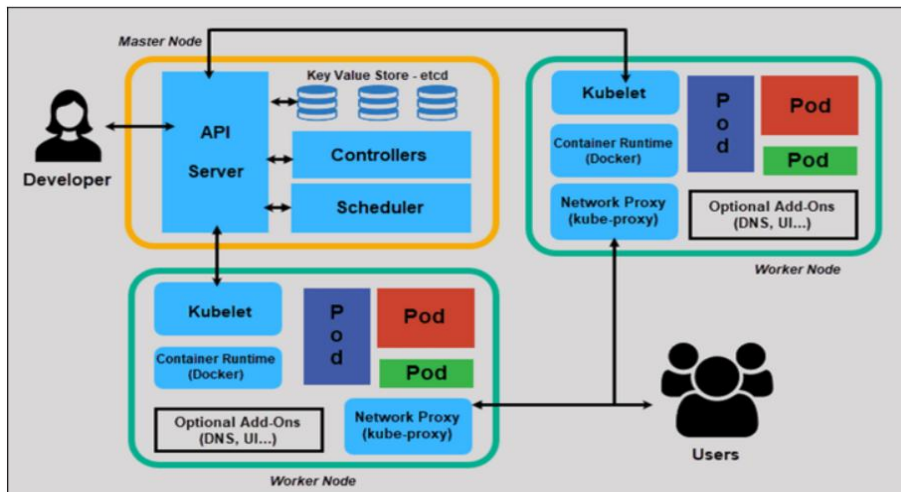 Master Node
Key Value Store - etcd
API
Server
Controllers
Scheduler
Developer
Kubelet
Container Runtime
(Docker)
Network Proxy
(kube-proxy)
P
o
d
Pod
Pod
Optional Add-Ons
(DNS, UI...)
Worker Node
Kubelet
Container Runtime
(Docker)
P
o
d
Pod
Pod
Optional Add-Ons
(DNS, UI...)
Network Proxy
(kube-proxy)
Worker Node
Users